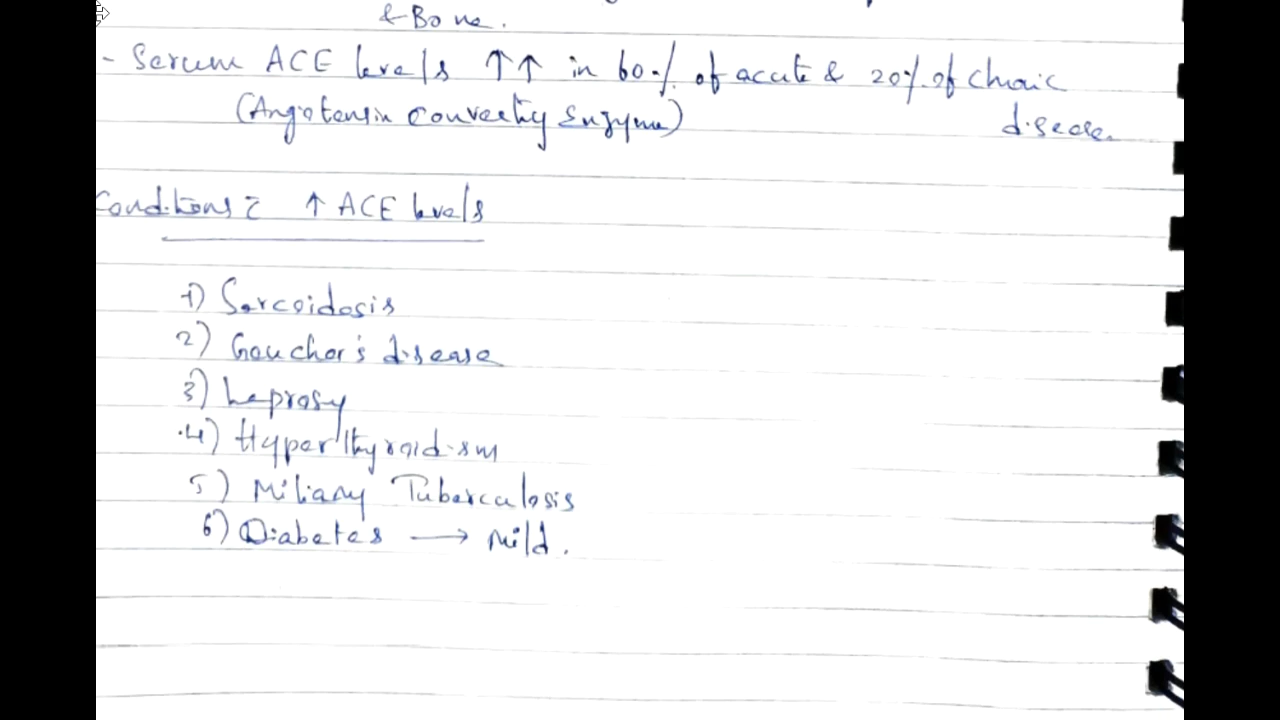 & Bone.
- Serum ACE levels ↑↑ in 60% of acute & 20% of chronic
(Angiotensin converting Enzyme) disease.
Conditions c̄ ↑ ACE levels
1) Sarcoidosis
2) Gaucher's disease
3) Leprosy
4) Hyperthyroidism
5) Miliary Tuberculosis
6) Diabetes → mild.